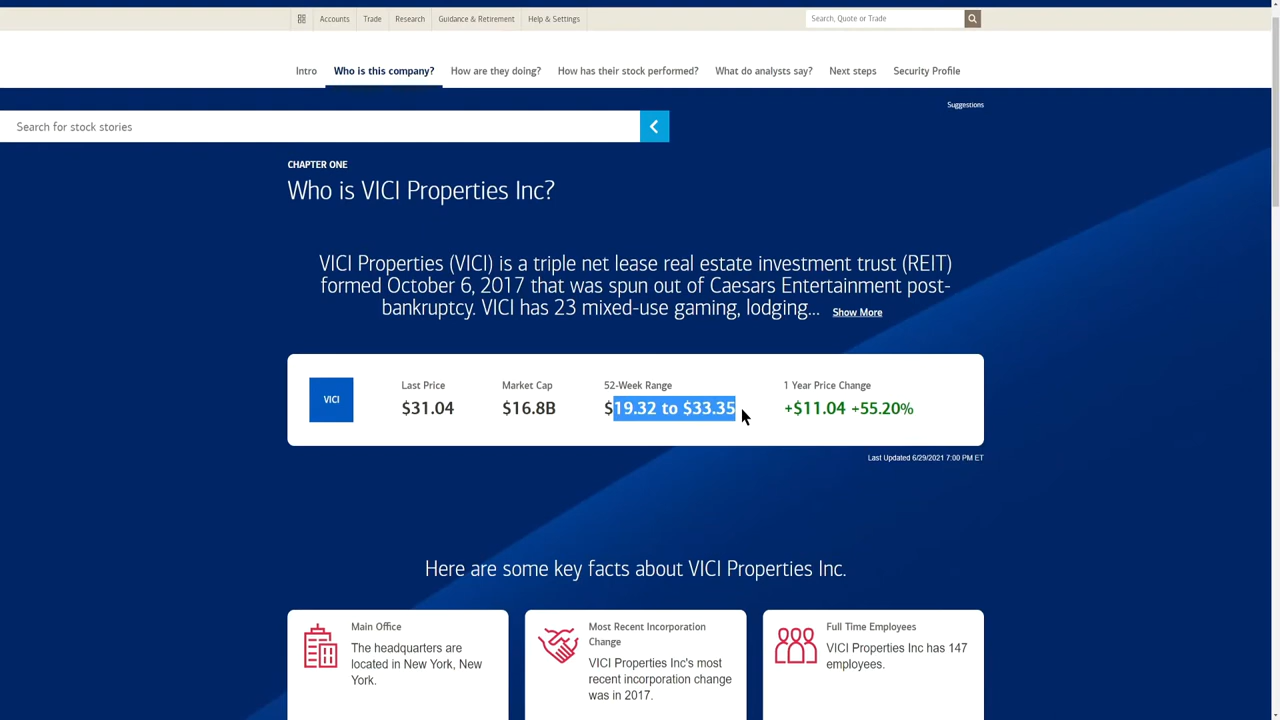 Accounts
Trade
Research
Guidance & Retirement
Help & Settings
Search, Quote or Trade
Intro
Who is this company?
How are they doing?
How has their stock performed?
What do analysts say?
Next steps
Security Profile
Suggestions
Search for stock stories
CHAPTER ONE
Who is VICI Properties Inc?
VICI Properties (VICI) is a triple net lease real estate investment trust (REIT)
formed October 6, 2017 that was spun out of Caesars Entertainment post-
bankruptcy. VICI has 23 mixed-use gaming, lodging... Show More
VICI
Last Price
$31.04
Market Cap
$16.8B
52-Week Range
$19.32 to $33.35
1 Year Price Change
+$11.04 +55.20%
Last Updated 6/29/2021 7:00 PM ET
Here are some key facts about VICI Properties Inc.
Main Office
The headquarters are
located in New York, New
York.
Most Recent Incorporation
Change
VICI Properties Inc's most
recent incorporation change
was in 2017.
Full Time Employees
VICI Properties Inc has 147
employees.